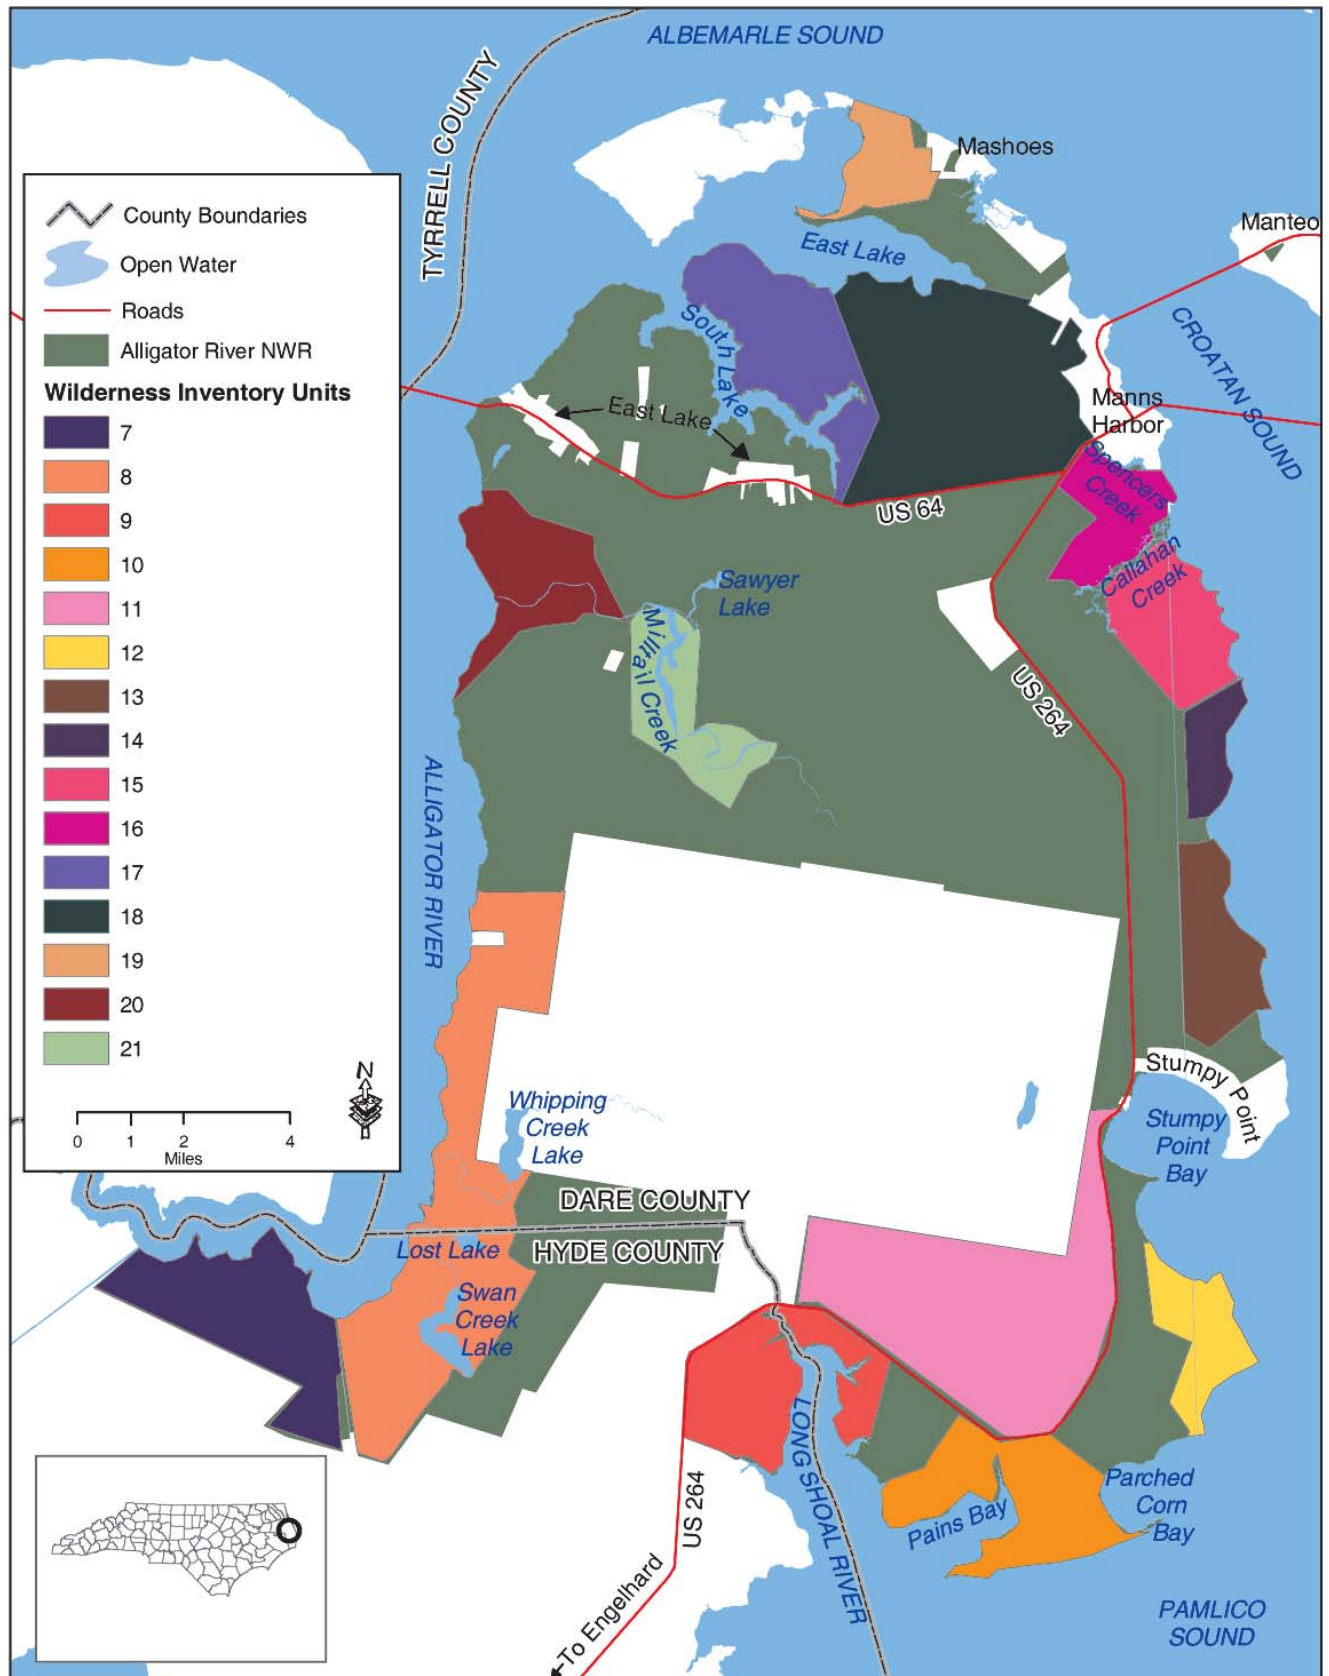 ALBEMARLE SOUND
TYRRELL COUNTY
Mashoes
Manteo
East Lake
CROATAN SOUND
South Lake
East Lake
Manns
Harbor
Spencers
Creek
US 64
Callahan
Creek
Sawyer
Lake
Milltail Creek
US 264
ALLIGATOR RIVER
Stumpy Point
Stumpy
Point
Bay
Whipping
Creek
Lake
DARE COUNTY
HYDE COUNTY
Lost Lake
Swan
Creek
Lake
LONG SHOAL RIVER
US 264
Pains Bay
Parched
Corn
Bay
To Engelhard
PAMLICO
SOUND
County Boundaries
Open Water
Roads
Alligator River NWR
Wilderness Inventory Units
7
8
9
10
11
12
13
14
15
16
17
18
19
20
21
N
0 1 2 4
Miles